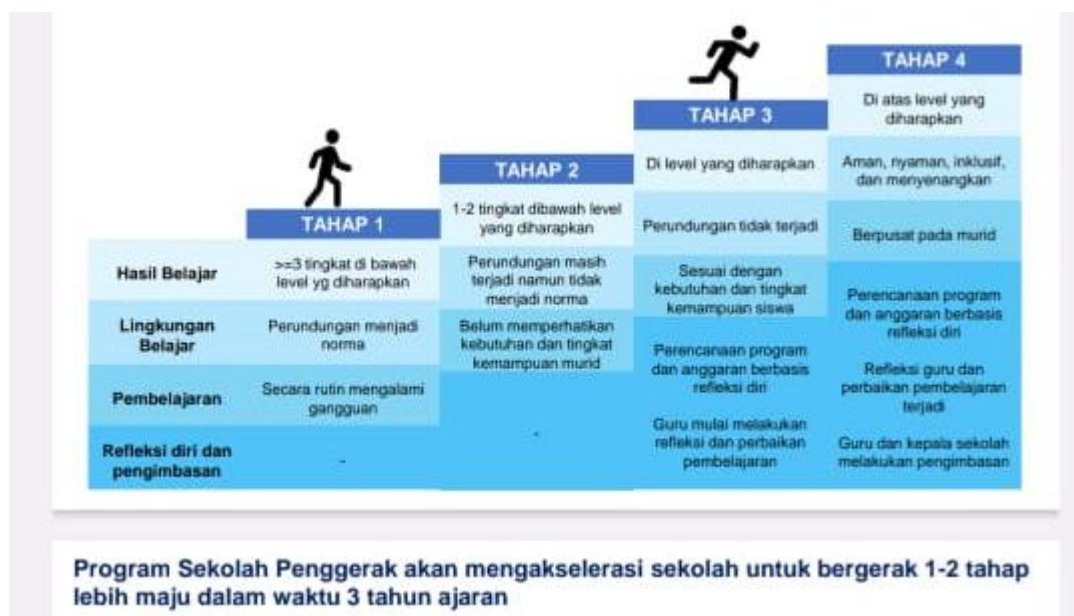 TAHAP 1
TAHAP 2
TAHAP 3
TAHAP 4
Hasil Belajar
>=3 tingkat di bawah
level yg diharapkan
1-2 tingkat dibawah level
yang diharapkan
Di level yang diharapkan
Di atas level yang
diharapkan
Lingkungan
Belajar
Perundungan menjadi
norma
Perundungan masih
terjadi namun tidak
menjadi norma
Perundungan tidak terjadi
Aman, nyaman, inklusif,
dan menyenangkan
Pembelajaran
Secara rutin mengalami
gangguan
Belum memperhatikan
kebutuhan dan tingkat
kemampuan murid
Sesuai dengan
kebutuhan dan tingkat
kemampuan siswa
Berpusat pada murid
Refleksi diri dan
pengimbasan
-
-
Perencanaan program
dan anggaran berbasis
refleksi diri
Guru mulai melakukan
refleksi dan perbaikan
pembelajaran
Perencanaan program
dan anggaran berbasis
refleksi diri
Refleksi guru dan
perbaikan pembelajaran
terjadi
Guru dan kepala sekolah
melakukan pengimbasan
Program Sekolah Penggerak akan mengakselerasi sekolah untuk bergerak 1-2 tahap
lebih maju dalam waktu 3 tahun ajaran